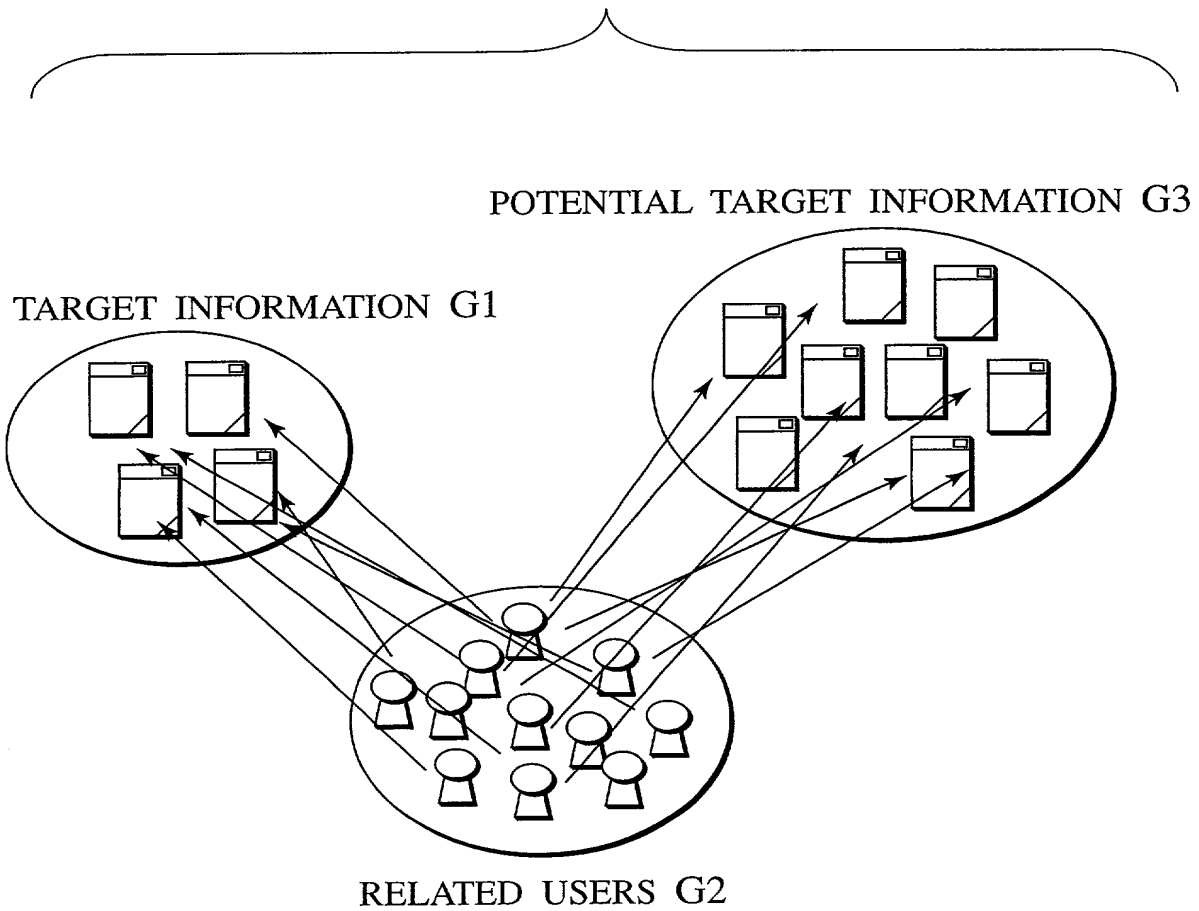 POTENTIAL TARGET INFORMATION G3
TARGET INFORMATION G1
RELATED USERS G2